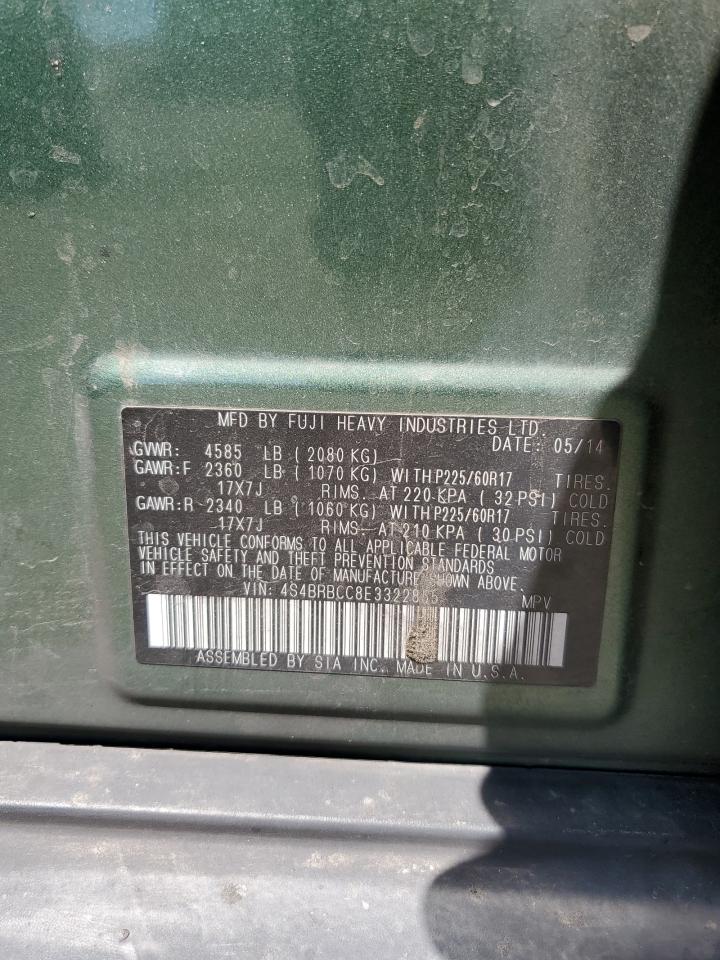 MFD BY FUJI HEAVY INDUSTRIES LTD.
DATE: 05/14
GVWR: 4585 LB (2080 KG)
GAWR:F 2360 LB (1070 KG) WITH P225/60R17 TIRES.
17X7J RIMS. AT 220 KPA (32 PSI) COLD
GAWR:R 2340 LB (1060 KG) WITH P225/60R17 TIRES.
17X7J RIMS. AT 210 KPA (30 PSI) COLD
THIS VEHICLE CONFORMS TO ALL APPLICABLE FEDERAL MOTOR
VEHICLE SAFETY AND THEFT PREVENTION STANDARDS
IN EFFECT ON THE DATE OF MANUFACTURE SHOWN ABOVE.
VIN: MPV
ASSEMBLED BY SIA INC. MADE IN U.S.A.